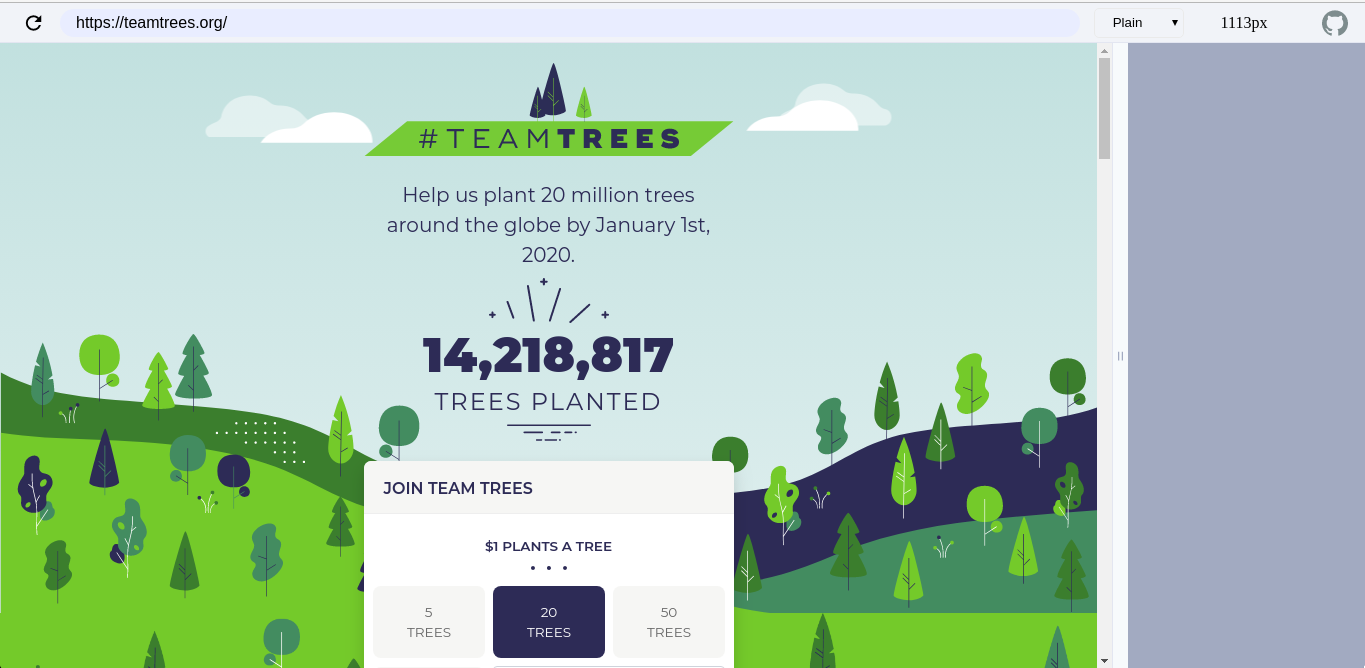 https://teamtrees.org/
Plain
1113px
#TEAMTREES
Help us plant 20 million trees
around the globe by January 1st,
2020.
14,218,817
TREES PLANTED
JOIN TEAM TREES
$1 PLANTS A TREE
5
TREES
20
TREES
50
TREES